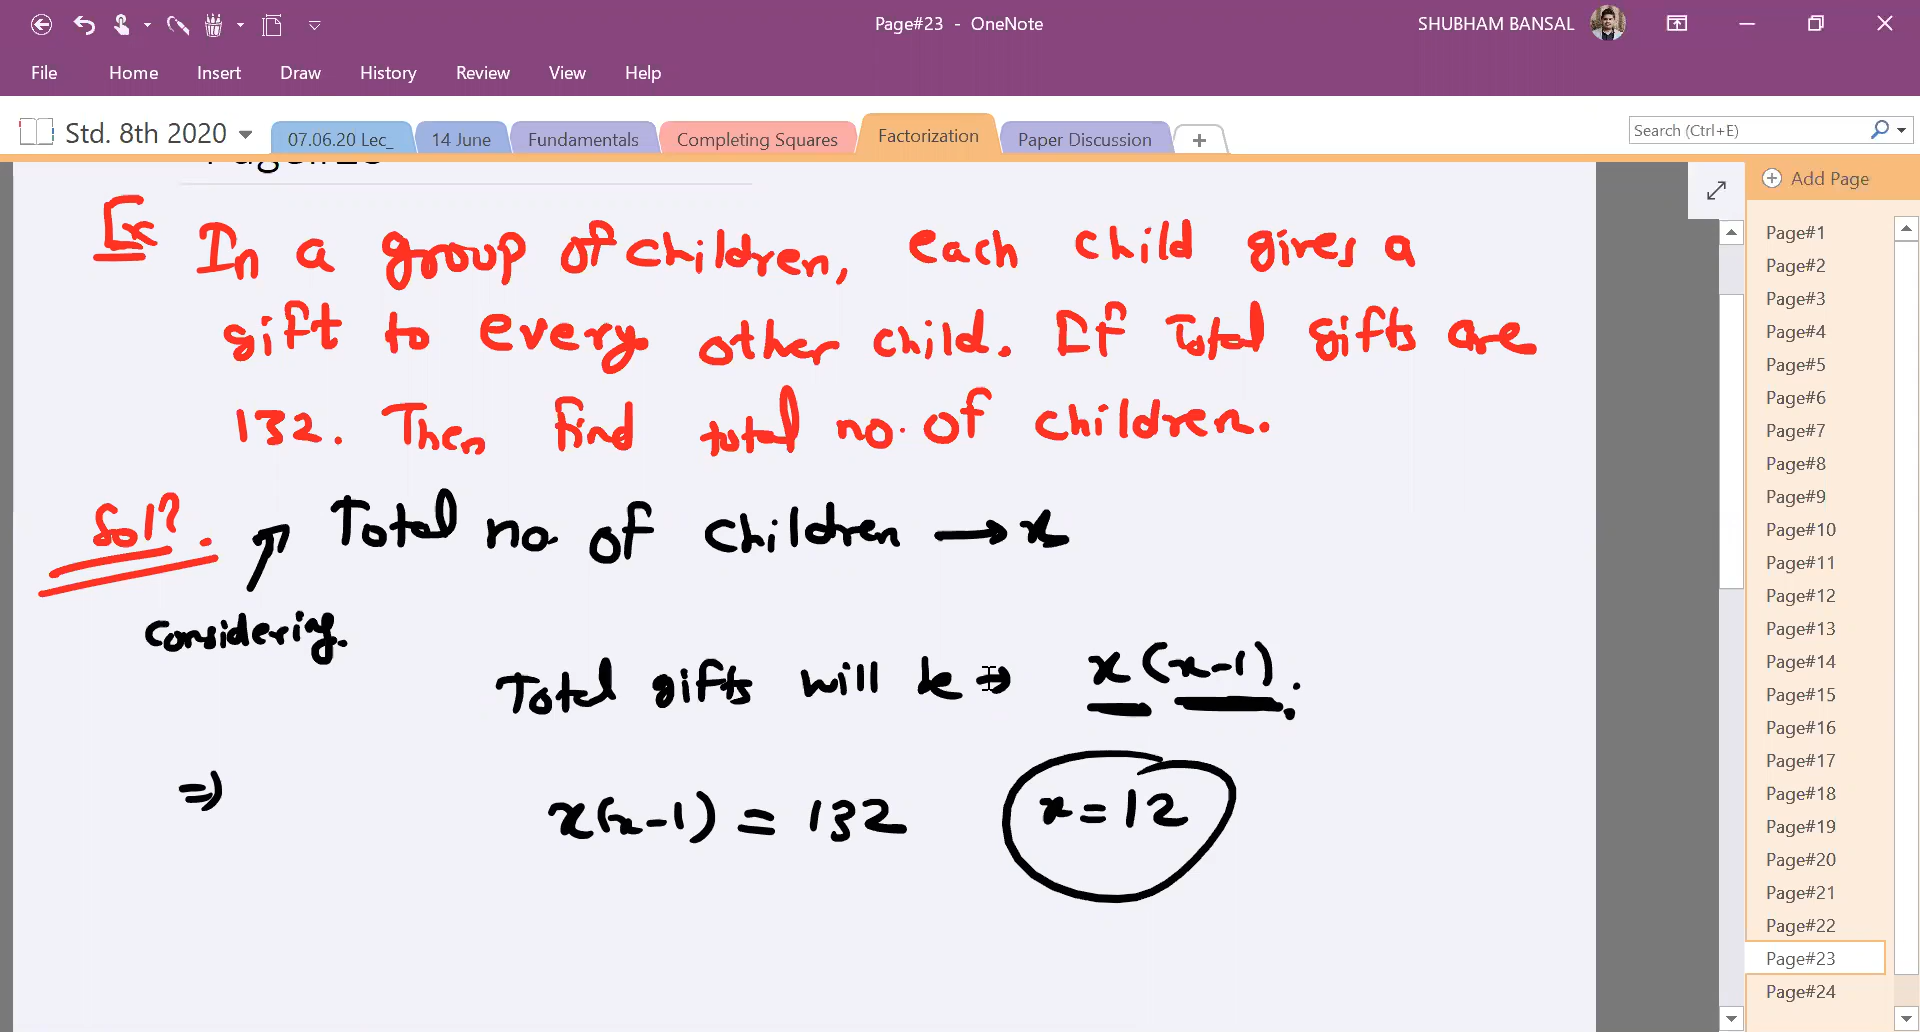 Page#23 - OneNote
SHUBHAM BANSAL
File Home Insert Draw History Review View Help
Std. 8th 2020
07.06.20 Lec_
14 June
Fundamentals
Completing Squares
Factorization
Paper Discussion
+
Search (Ctrl+E)
Add Page
Ex In a group of children, each child gives a
gift to every other child. If Total gifts are
132. Then find total no. of children.
Sol?. Total no. of children → x
Considering.
Total gifts will be → x(x-1).
⇒ x(x-1) = 132 x = 12
Page#1
Page#2
Page#3
Page#4
Page#5
Page#6
Page#7
Page#8
Page#9
Page#10
Page#11
Page#12
Page#13
Page#14
Page#15
Page#16
Page#17
Page#18
Page#19
Page#20
Page#21
Page#22
Page#23
Page#24